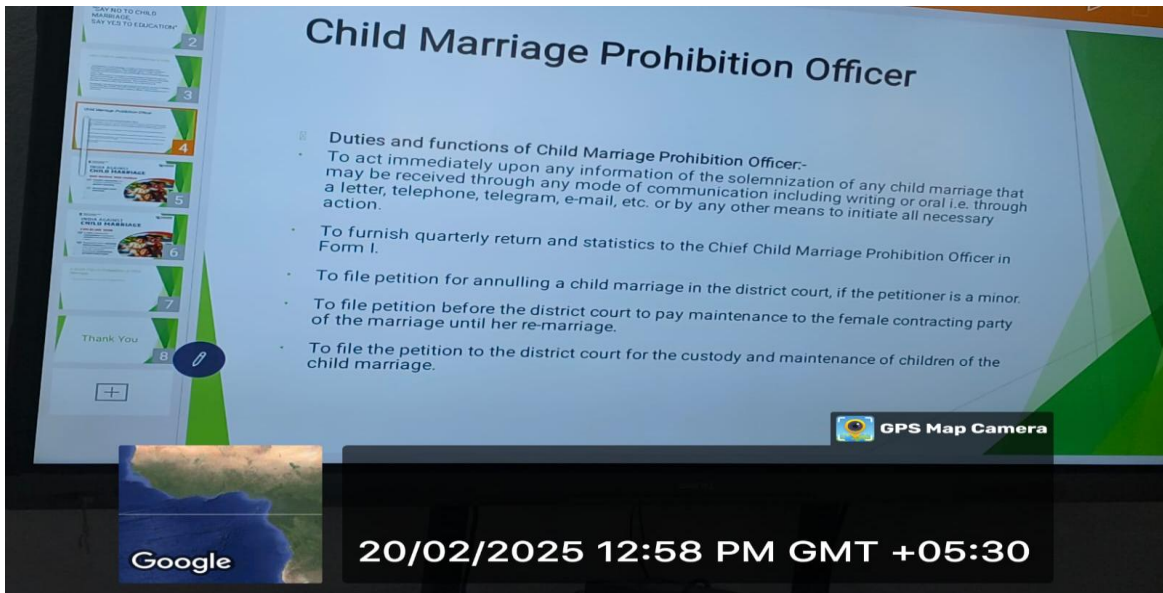 "SAY NO TO CHILD
MARRIAGE,
SAY YES TO EDUCATION"
2
3
4
5
6
7
Thank You
8
Child Marriage Prohibition Officer
Duties and functions of Child Marriage Prohibition Officer:-
To act immediately upon any information of the solemnization of any child marriage that
may be received through any mode of communication including writing or oral i.e. through
a letter, telephone, telegram, e-mail, etc. or by any other means to initiate all necessary
action.
To furnish quarterly return and statistics to the Chief Child Marriage Prohibition Officer in
Form I.
To file petition for annulling a child marriage in the district court, if the petitioner is a minor.
To file petition before the district court to pay maintenance to the female contracting party
of the marriage until her re-marriage.
To file the petition to the district court for the custody and maintenance of children of the
child marriage.
GPS Map Camera
Google
20/02/2025 12:58 PM GMT +05:30